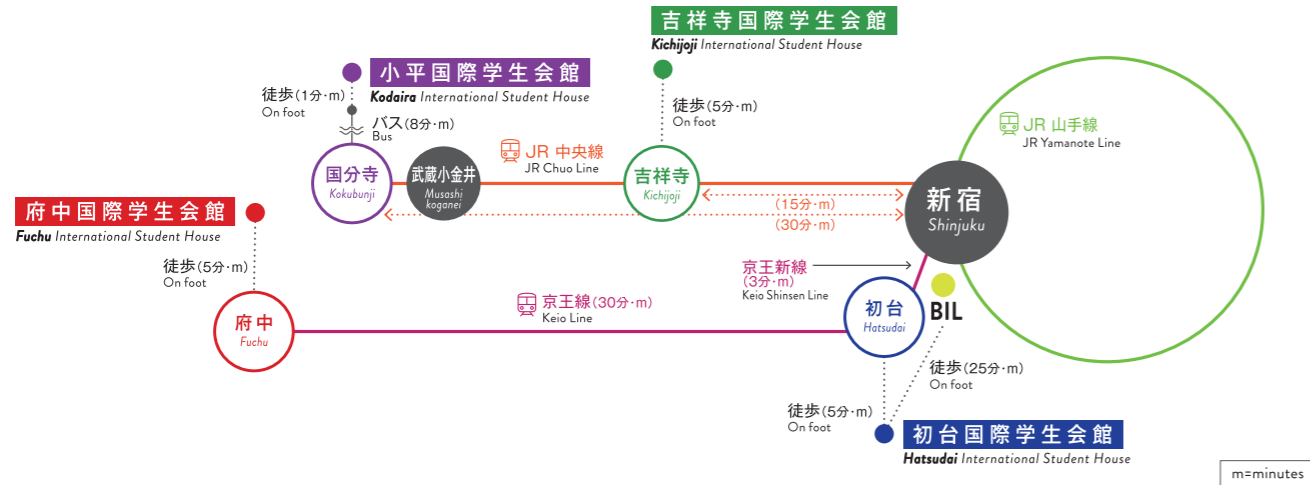 吉祥寺国際学生会館
Kichijoji International Student House
小平国際学生会館
Kodaira International Student House
徒歩(1分·m)
On foot
バス(8分·m)
Bus
徒歩(5分·m)
On foot
JR 山手線
JR Yamanote Line
国分寺
Kokubunji
武蔵小金井
Musashi
koganei
JR 中央線
JR Chuo Line
吉祥寺
Kichijoji
(15分·m)
(30分·m)
新宿
Shinjuku
府中国際学生会館
Fuchu International Student House
徒歩(5分·m)
On foot
府中
Fuchu
京王線(30分·m)
Keio Line
京王新線
(3分·m)
Keio Shinsen Line
初台
Hatsudai
BIL
徒歩(25分·m)
On foot
徒歩(5分·m)
On foot
初台国際学生会館
Hatsudai International Student House
m=minutes